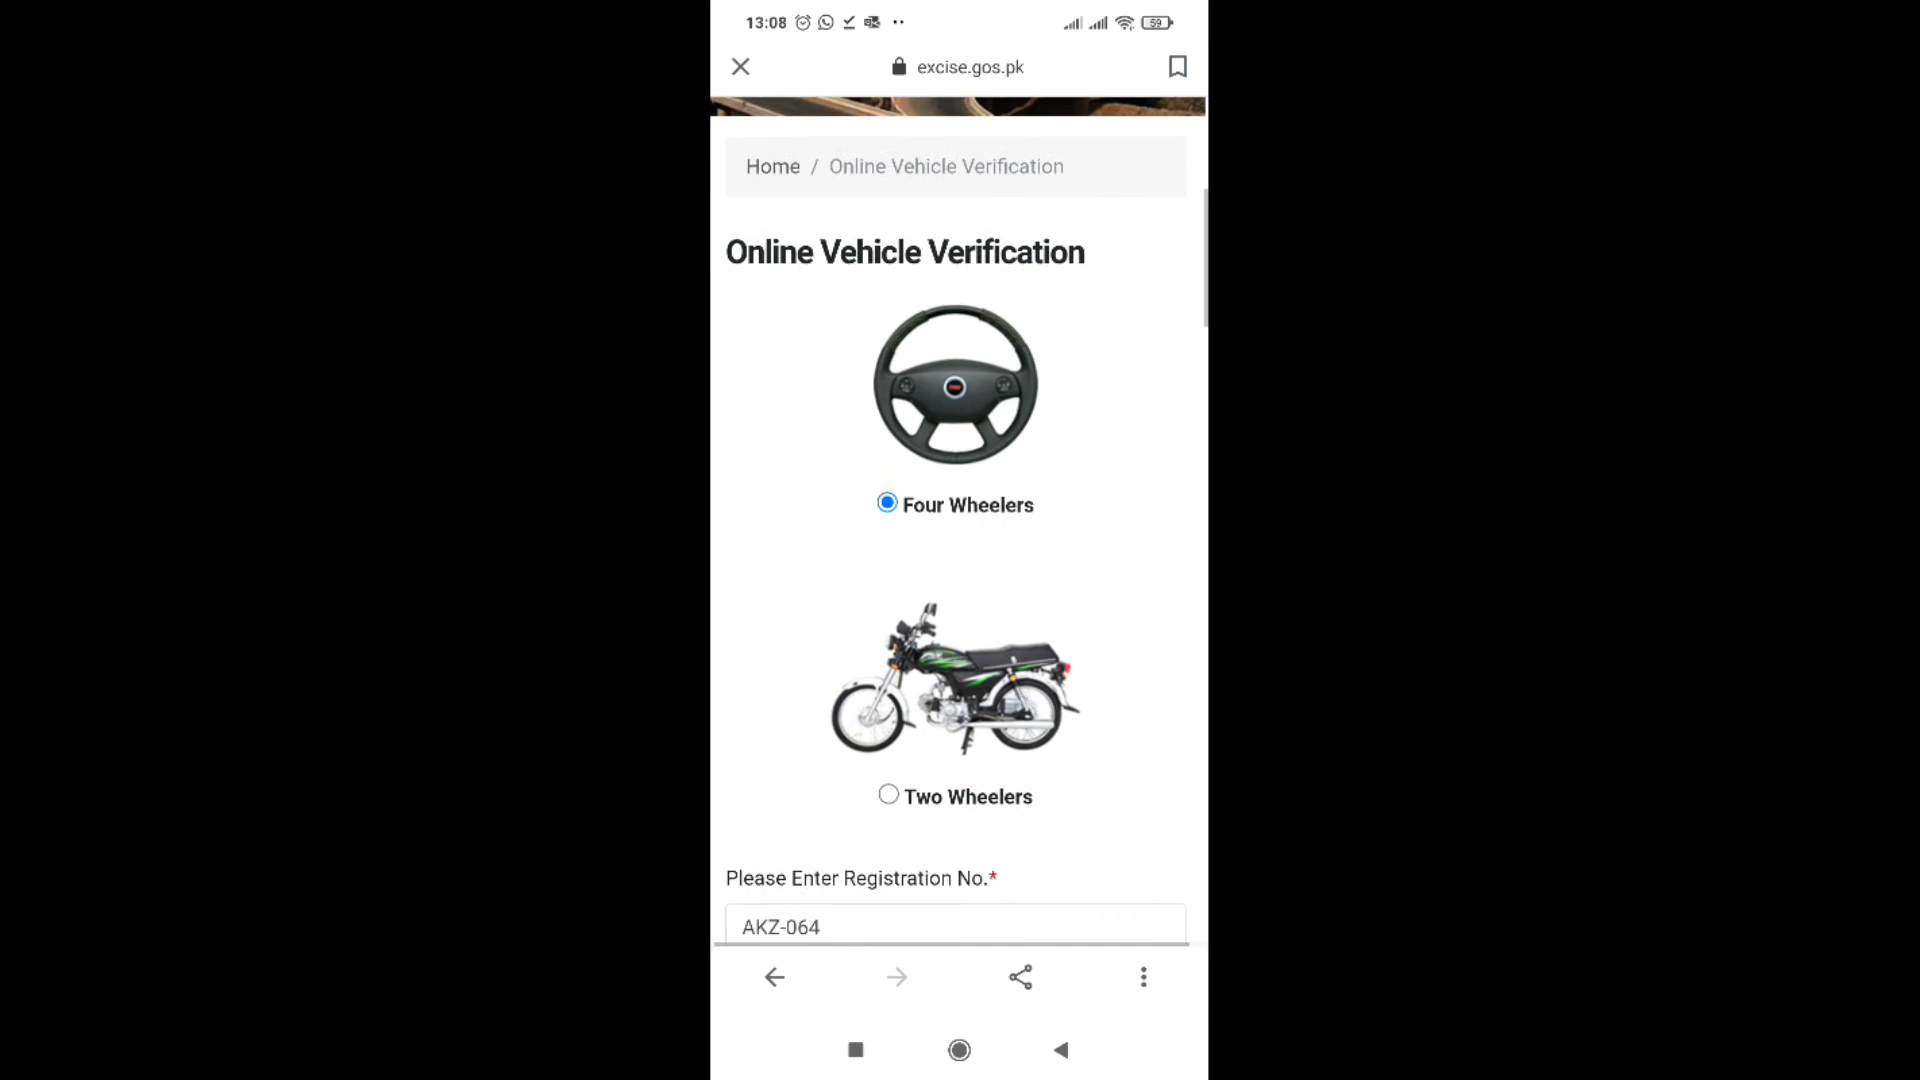 13:08
59
excise.gos.pk
Home / Online Vehicle Verification
Online Vehicle Verification
Four Wheelers
Two Wheelers
Please Enter Registration No.*
AKZ-064